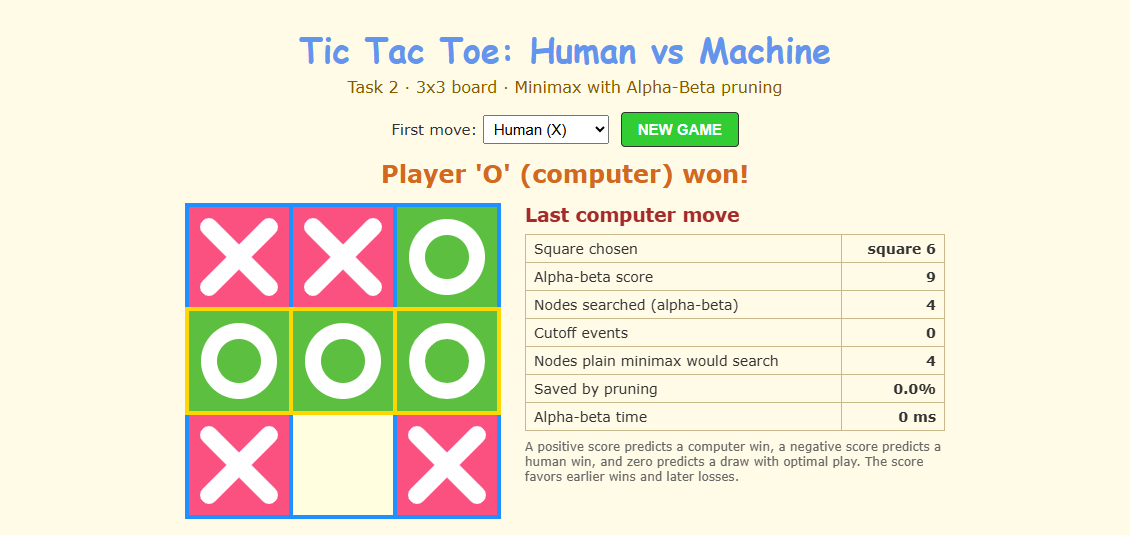 Tic Tac Toe: Human vs Machine
Task 2 · 3x3 board · Minimax with Alpha-Beta pruning
First move: Human (X) NEW GAME
Player 'O' (computer) won!
Last computer move
Square chosen square 6
Alpha-beta score 9
Nodes searched (alpha-beta) 4
Cutoff events 0
Nodes plain minimax would search 4
Saved by pruning 0.0%
Alpha-beta time 0 ms
A positive score predicts a computer win, a negative score predicts a
human win, and zero predicts a draw with optimal play. The score
favors earlier wins and later losses.
X X O
O O O
X X